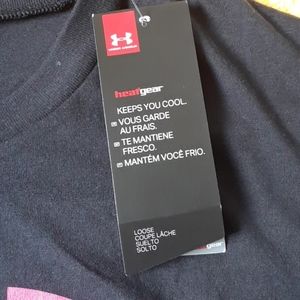 UNDER ARMOUR
heatgear
KEEPS YOU COOL.
VOUS GARDE
AU FRAIS.
TE MANTIENE
FRESCO.
MANTÉM VOCÊ FRIO.
LOOSE
COUPE LÂCHE
SUELTO
SOLTO
gear